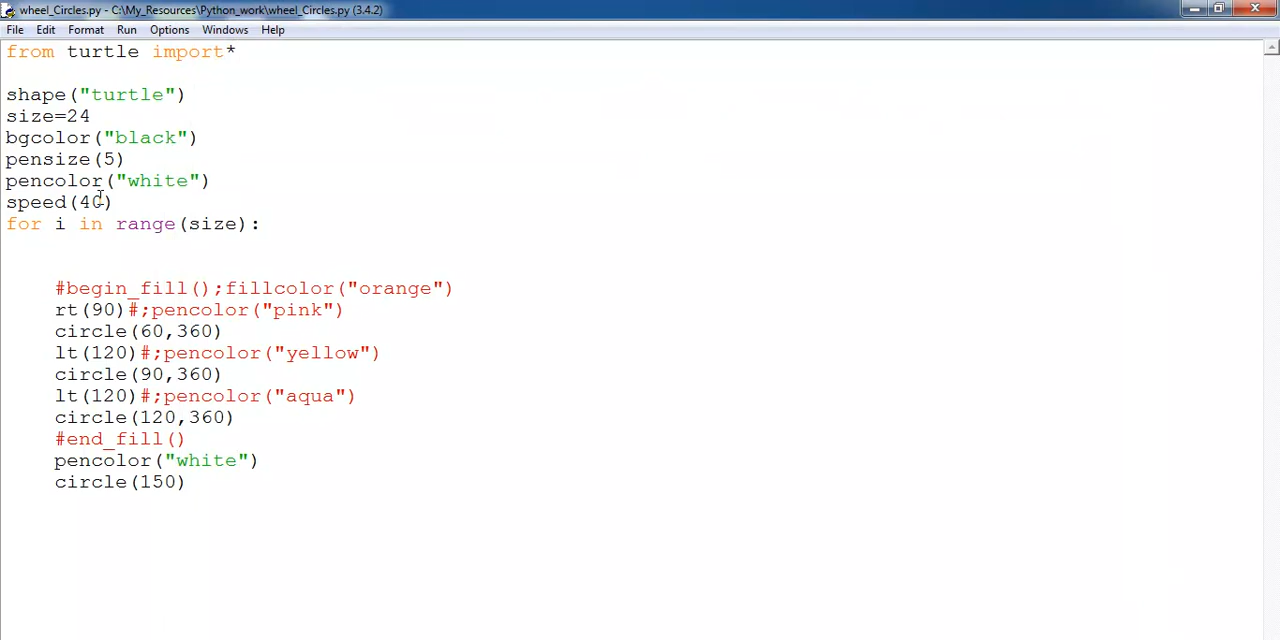 wheel_Circles.py - C:\My_Resources\Python_work\wheel_Circles.py (3.4.2)
File Edit Format Run Options Windows Help
from turtle import*
shape("turtle")
size=24
bgcolor("black")
pensize(5)
pencolor("white")
speed(40)
for i in range(size):
#begin_fill();fillcolor("orange")
rt(90)#;pencolor("pink")
circle(60,360)
lt(120)#;pencolor("yellow")
circle(90,360)
lt(120)#;pencolor("aqua")
circle(120,360)
#end_fill()
pencolor("white")
circle(150)